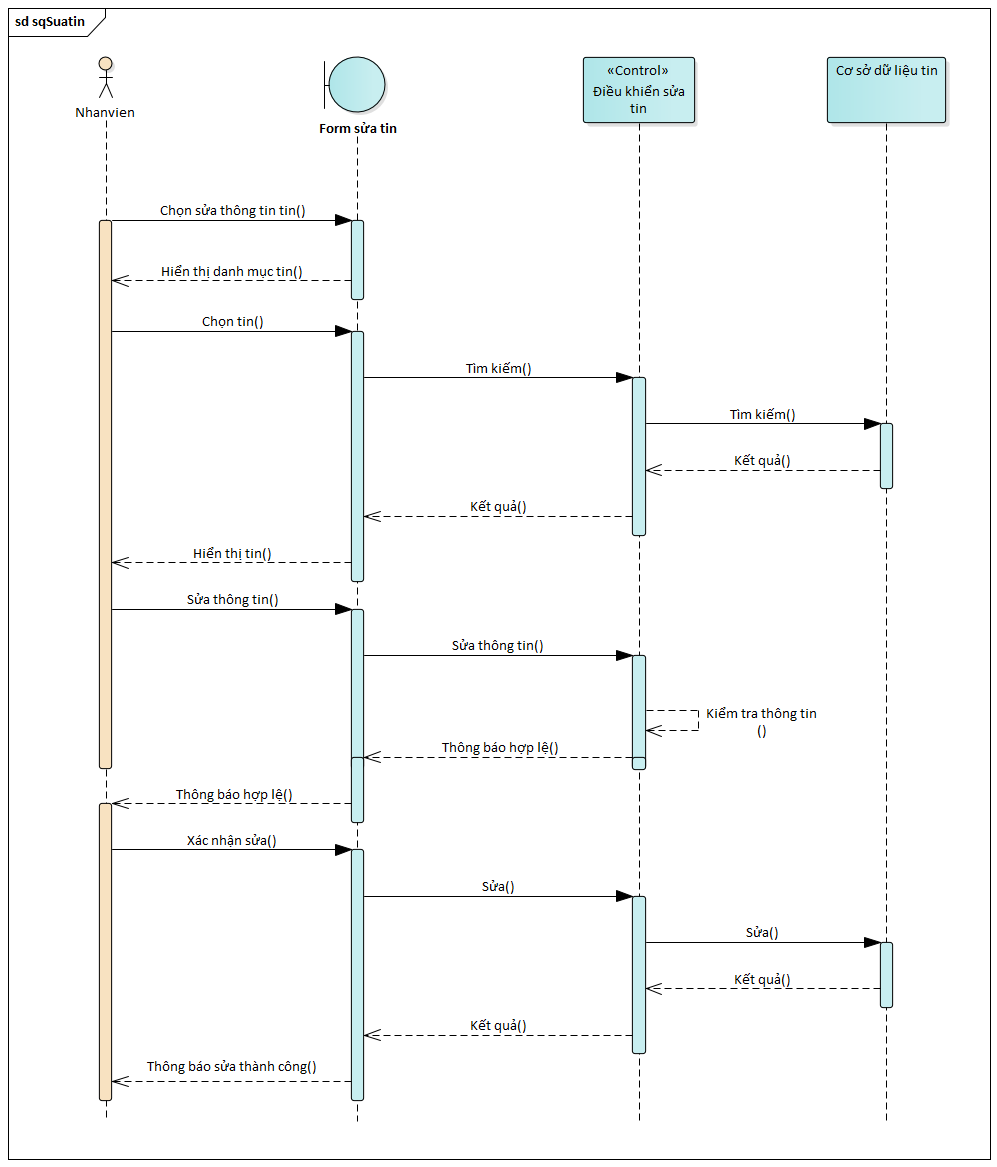 sd sqSuatin
Nhanvien
Form sửa tin
«Control»
Điều khiển sửa
tin
Cơ sở dữ liệu tin
Chọn sửa thông tin tin()
Hiển thị danh mục tin()
Chọn tin()
Tìm kiếm()
Tìm kiếm()
Kết quả()
Kết quả()
Hiển thị tin()
Sửa thông tin()
Sửa thông tin()
Kiểm tra thông tin
()
Thông báo hợp lệ()
Thông báo hợp lệ()
Xác nhận sửa()
Sửa()
Sửa()
Kết quả()
Kết quả()
Thông báo sửa thành công()